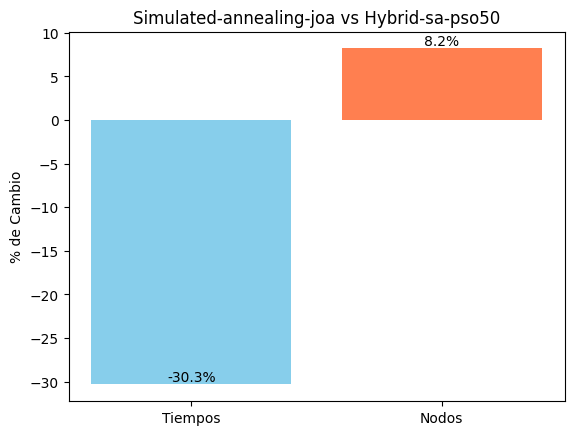 Simulated-annealing-joa vs Hybrid-sa-pso50
% de Cambio
10
5
0
−5
−10
−15
−20
−25
−30
8.2%
-30.3%
Tiempos
Nodos